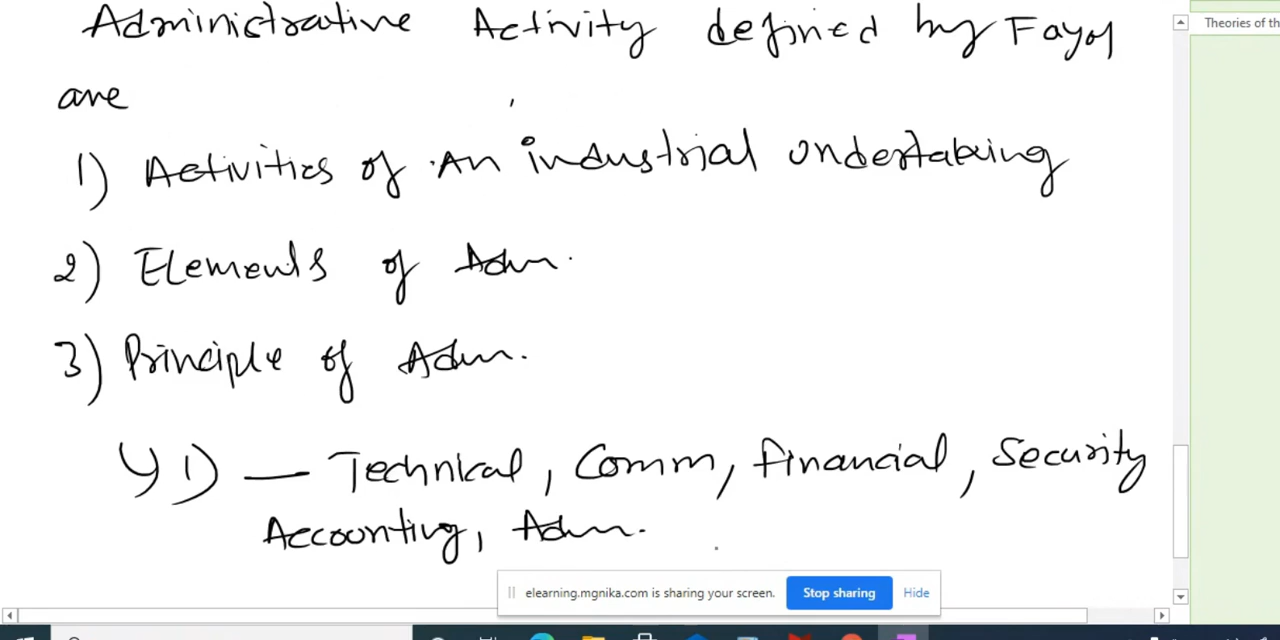 Administrative Activity defined by Fayol
Theories of th
are
1) Activities of An industrial undertaking
2) Elements of Adm.
3) Principle of Adm.
1) — Technical, Comm, financial, Security
Accounting, Adm.
elearning.mgnika.com is sharing your screen. Stop sharing Hide